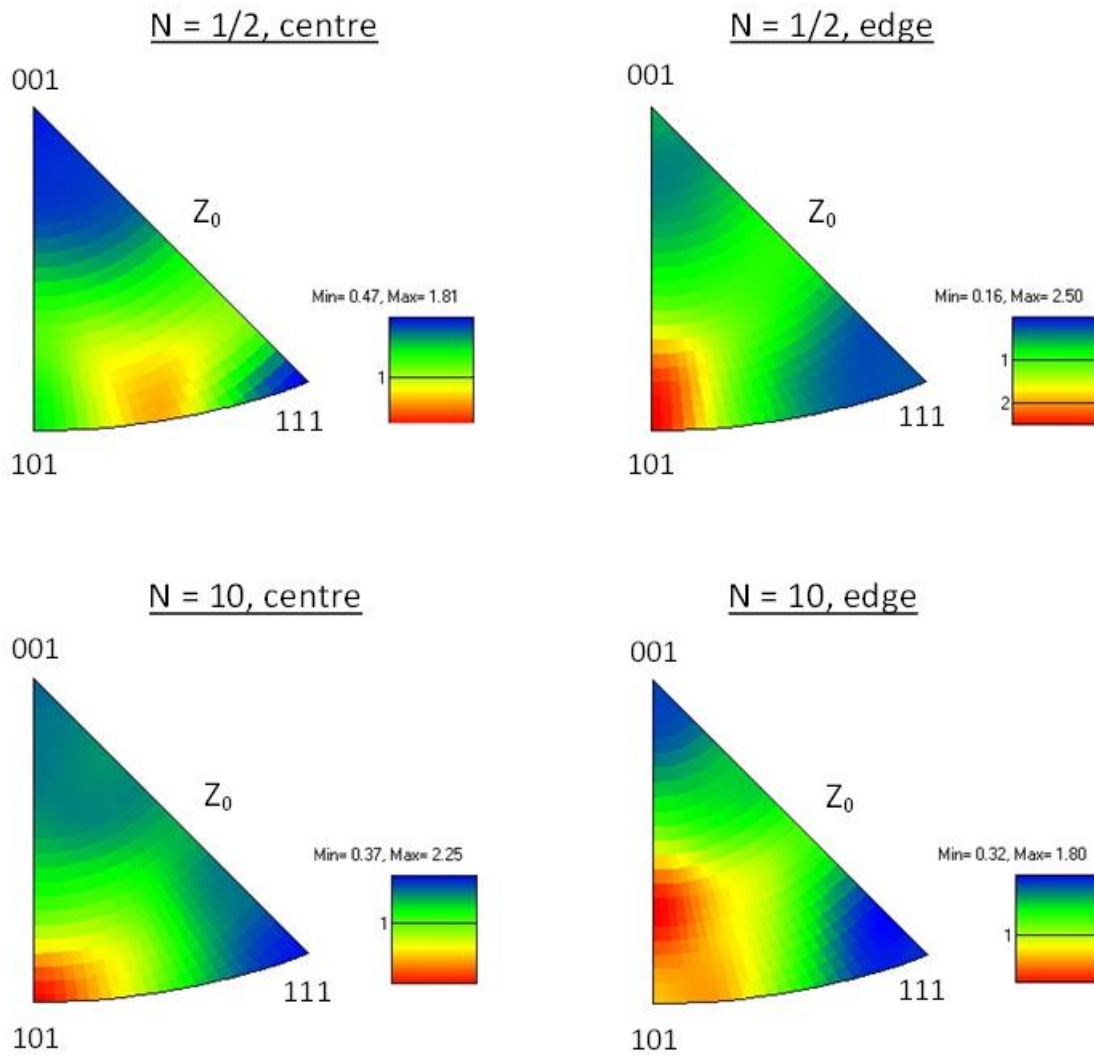 N = 1/2, centre
001
Z₀
Min= 0.47, Max= 1.81
1
111
101
N = 1/2, edge
001
Z₀
Min= 0.16, Max= 2.50
1
2
111
101
N = 10, centre
001
Z₀
Min= 0.37, Max= 2.25
1
111
101
N = 10, edge
001
Z₀
Min= 0.32, Max= 1.80
1
111
101